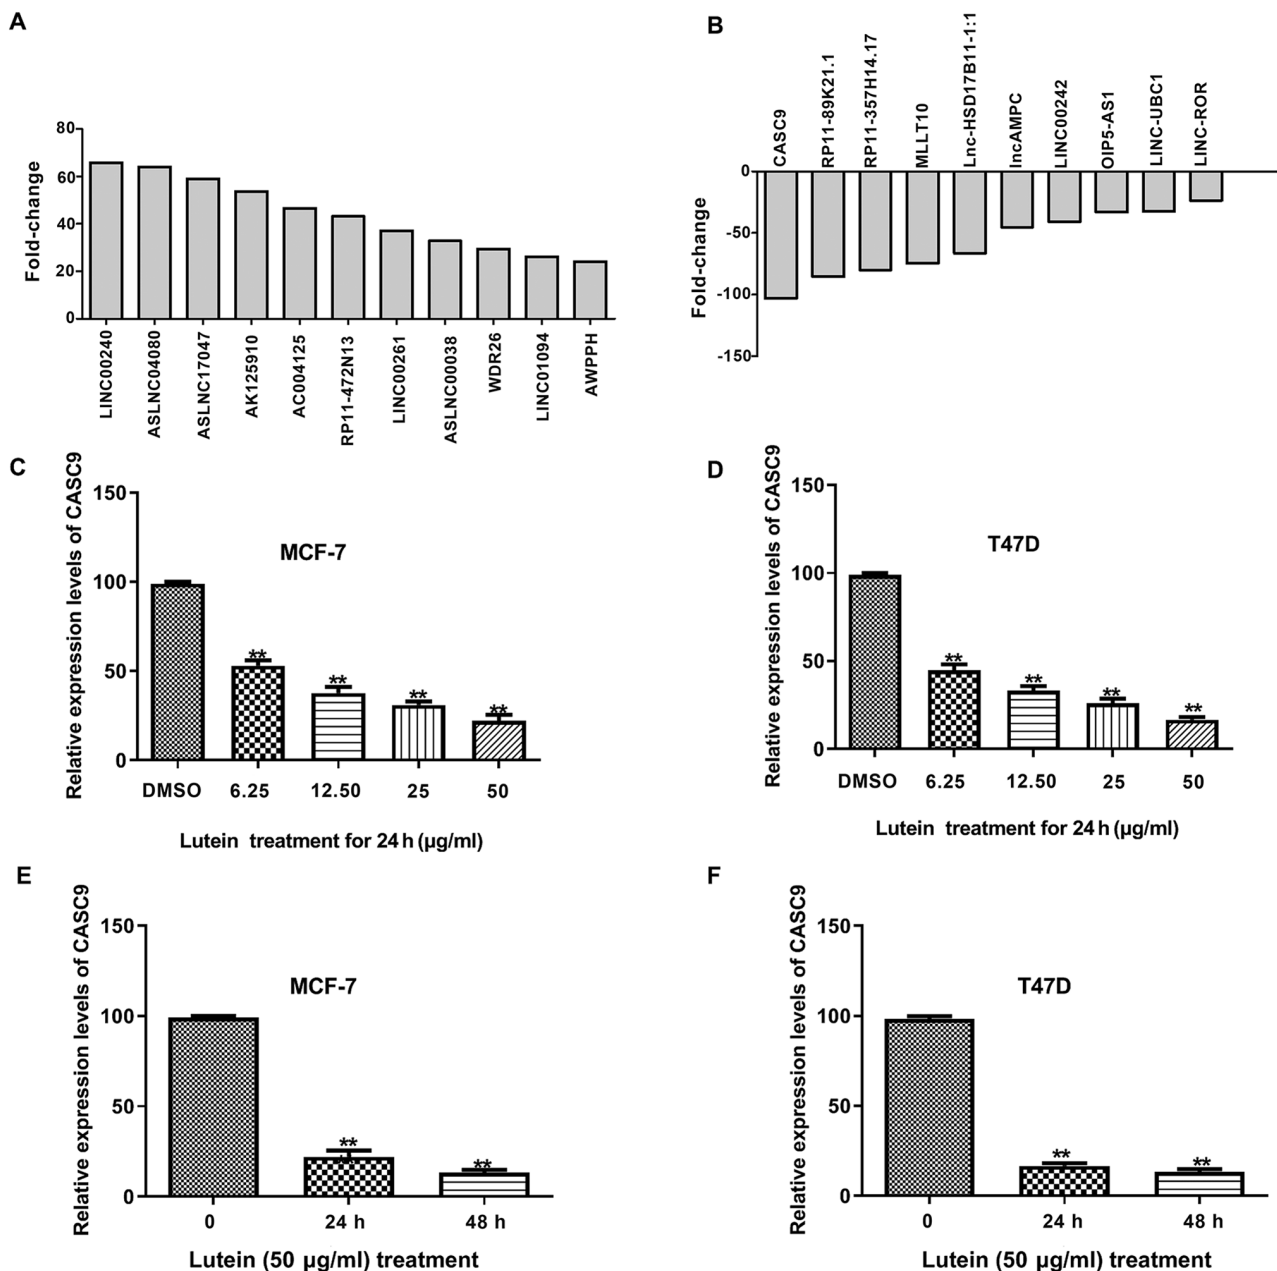 A
Fold-change
80
60
40
20
0
LINC00240
ASLNC04080
ASLNC17047
AK125910
AC004125
RP11-472N13
LINC00261
ASLNC00038
WDR26
LINC01094
AWPPH
B
CASC9
RP11-89K21.1
RP11-357H14.17
MLLT10
Lnc-HSD17B11-1:1
lncAMPC
LINC00242
OIP5-AS1
LINC-UBC1
LINC-ROR
Fold-change
0
-50
-100
-150
C
Relative expression levels of CASC9
150
100
50
0
MCF-7
**
**
**
**
DMSO 6.25 12.50 25 50
Lutein treatment for 24 h (µg/ml)
D
Relative expression levels of CASC9
150
100
50
0
T47D
**
**
**
**
DMSO 6.25 12.50 25 50
Lutein treatment for 24 h (µg/ml)
E
Relative expression levels of CASC9
150
100
50
0
MCF-7
**
**
0 24 h 48 h
Lutein (50 µg/ml) treatment
F
Relative expression levels of CASC9
150
100
50
0
T47D
**
**
0 24 h 48 h
Lutein (50 µg/ml) treatment